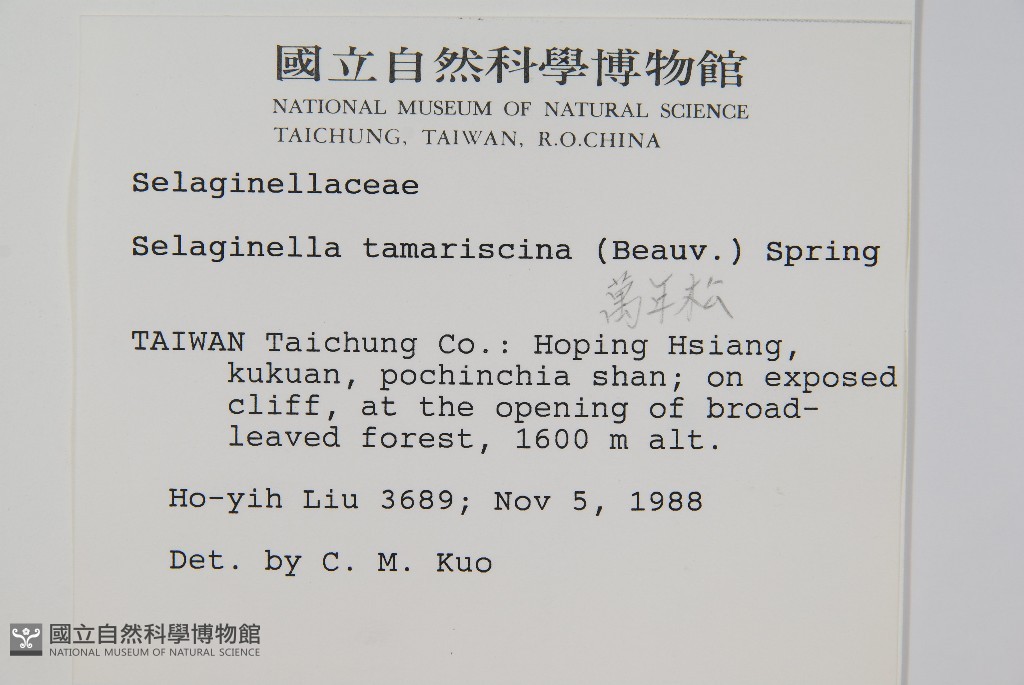 國立自然科學博物館
NATIONAL MUSEUM OF NATURAL SCIENCE
TAICHUNG, TAIWAN, R.O.CHINA
Selaginellaceae
Selaginella tamariscina (Beauv.) Spring
萬年松
TAIWAN Taichung Co.: Hoping Hsiang,
kukuan, pochinchia shan; on exposed
cliff, at the opening of broad-
leaved forest, 1600 m alt.
Ho-yih Liu 3689; Nov 5, 1988
Det. by C. M. Kuo
國立自然科學博物館
NATIONAL MUSEUM OF NATURAL SCIENCE